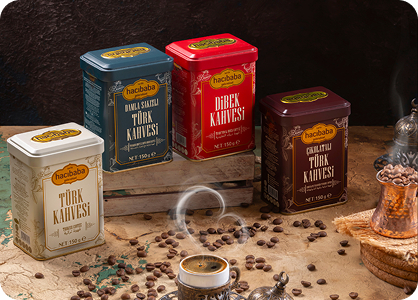 hacıbaba
DAMLA SAKIZLI
TÜRK
KAHVESİ
NET 150 g e
hacıbaba
DİBEK
KAHVESİ
NET 150 g e
hacıbaba
TÜRK
KAHVESİ
NET 150 g e
hacıbaba
ÇİKOLATALI
TÜRK
KAHVESİ
NET 150 g e